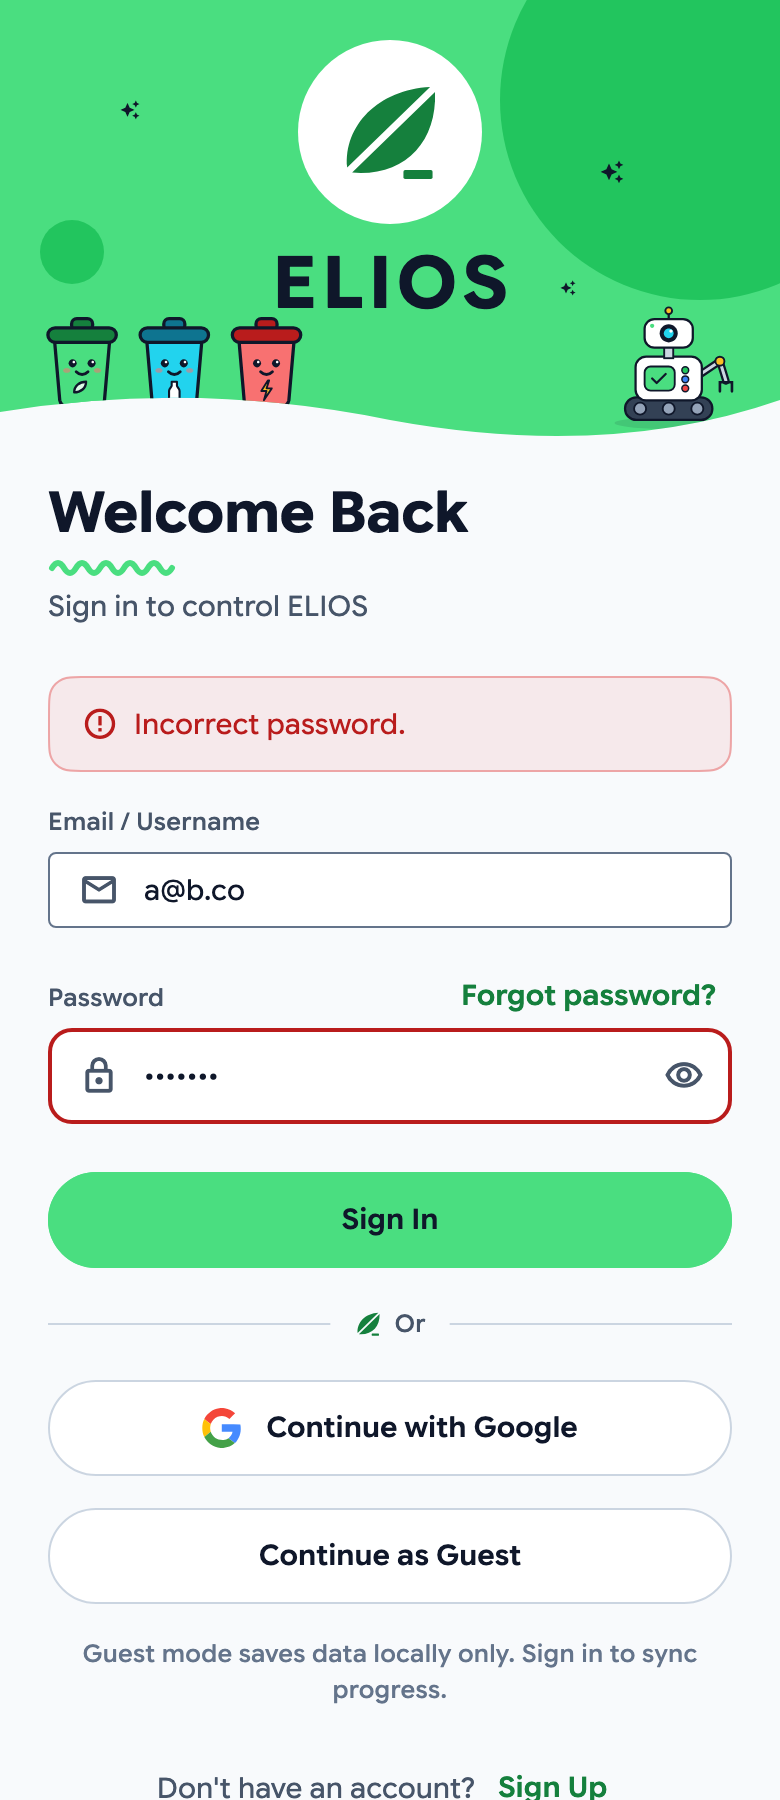 ELIOS
Welcome Back
Sign in to control ELIOS
Incorrect password.
Email / Username
a@b.co
Password
Forgot password?
•••••••
Sign In
Or
Continue with Google
Continue as Guest
Guest mode saves data locally only. Sign in to sync
progress.
Don't have an account? Sign Up